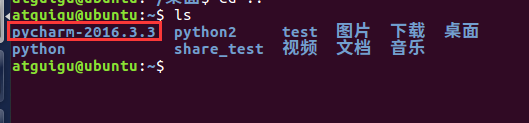 atguigu@ubuntu:~$ ls
pycharm-2016.3.3 python2 test 图片 下载 桌面
python share_test 视频 文档 音乐
atguigu@ubuntu:~$